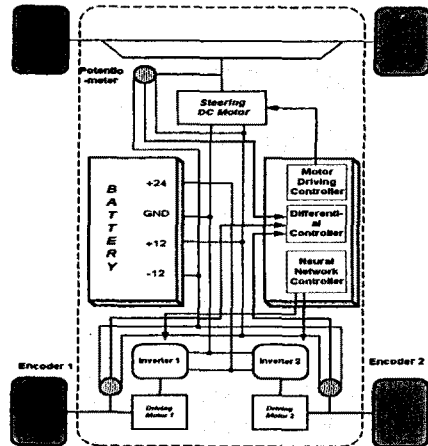 Potentio
-meter
Steering
DC Motor
BATTERY
+24
GND
+12
-12
Motor
Driving
Controller
Differenti-
al
Controller
Neural
Network
Controller
Encoder 1
Inverter 1
Inverter 2
Encoder 2
Driving
Motor 1
Driving
Motor 2